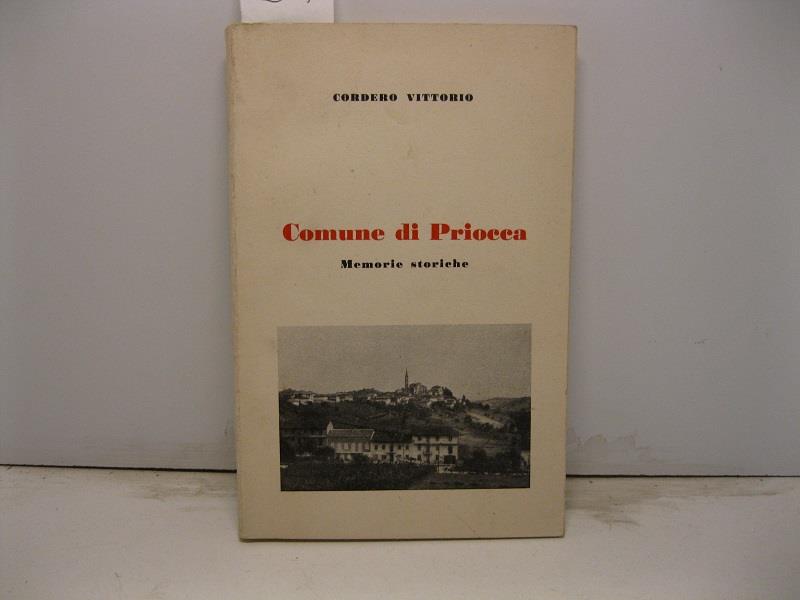 CORDERO VITTORIO
Comune di Priocca
Memorie storiche